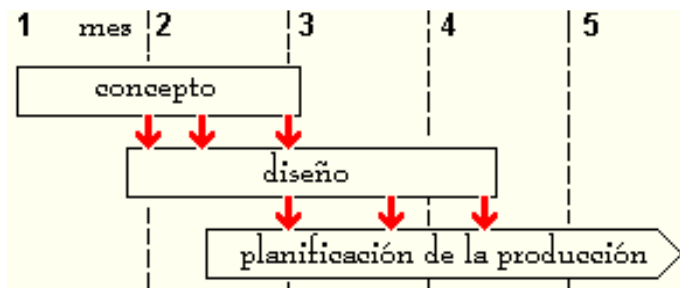 1 mes 2 3 4 5
concepto
diseño
planificación de la producción